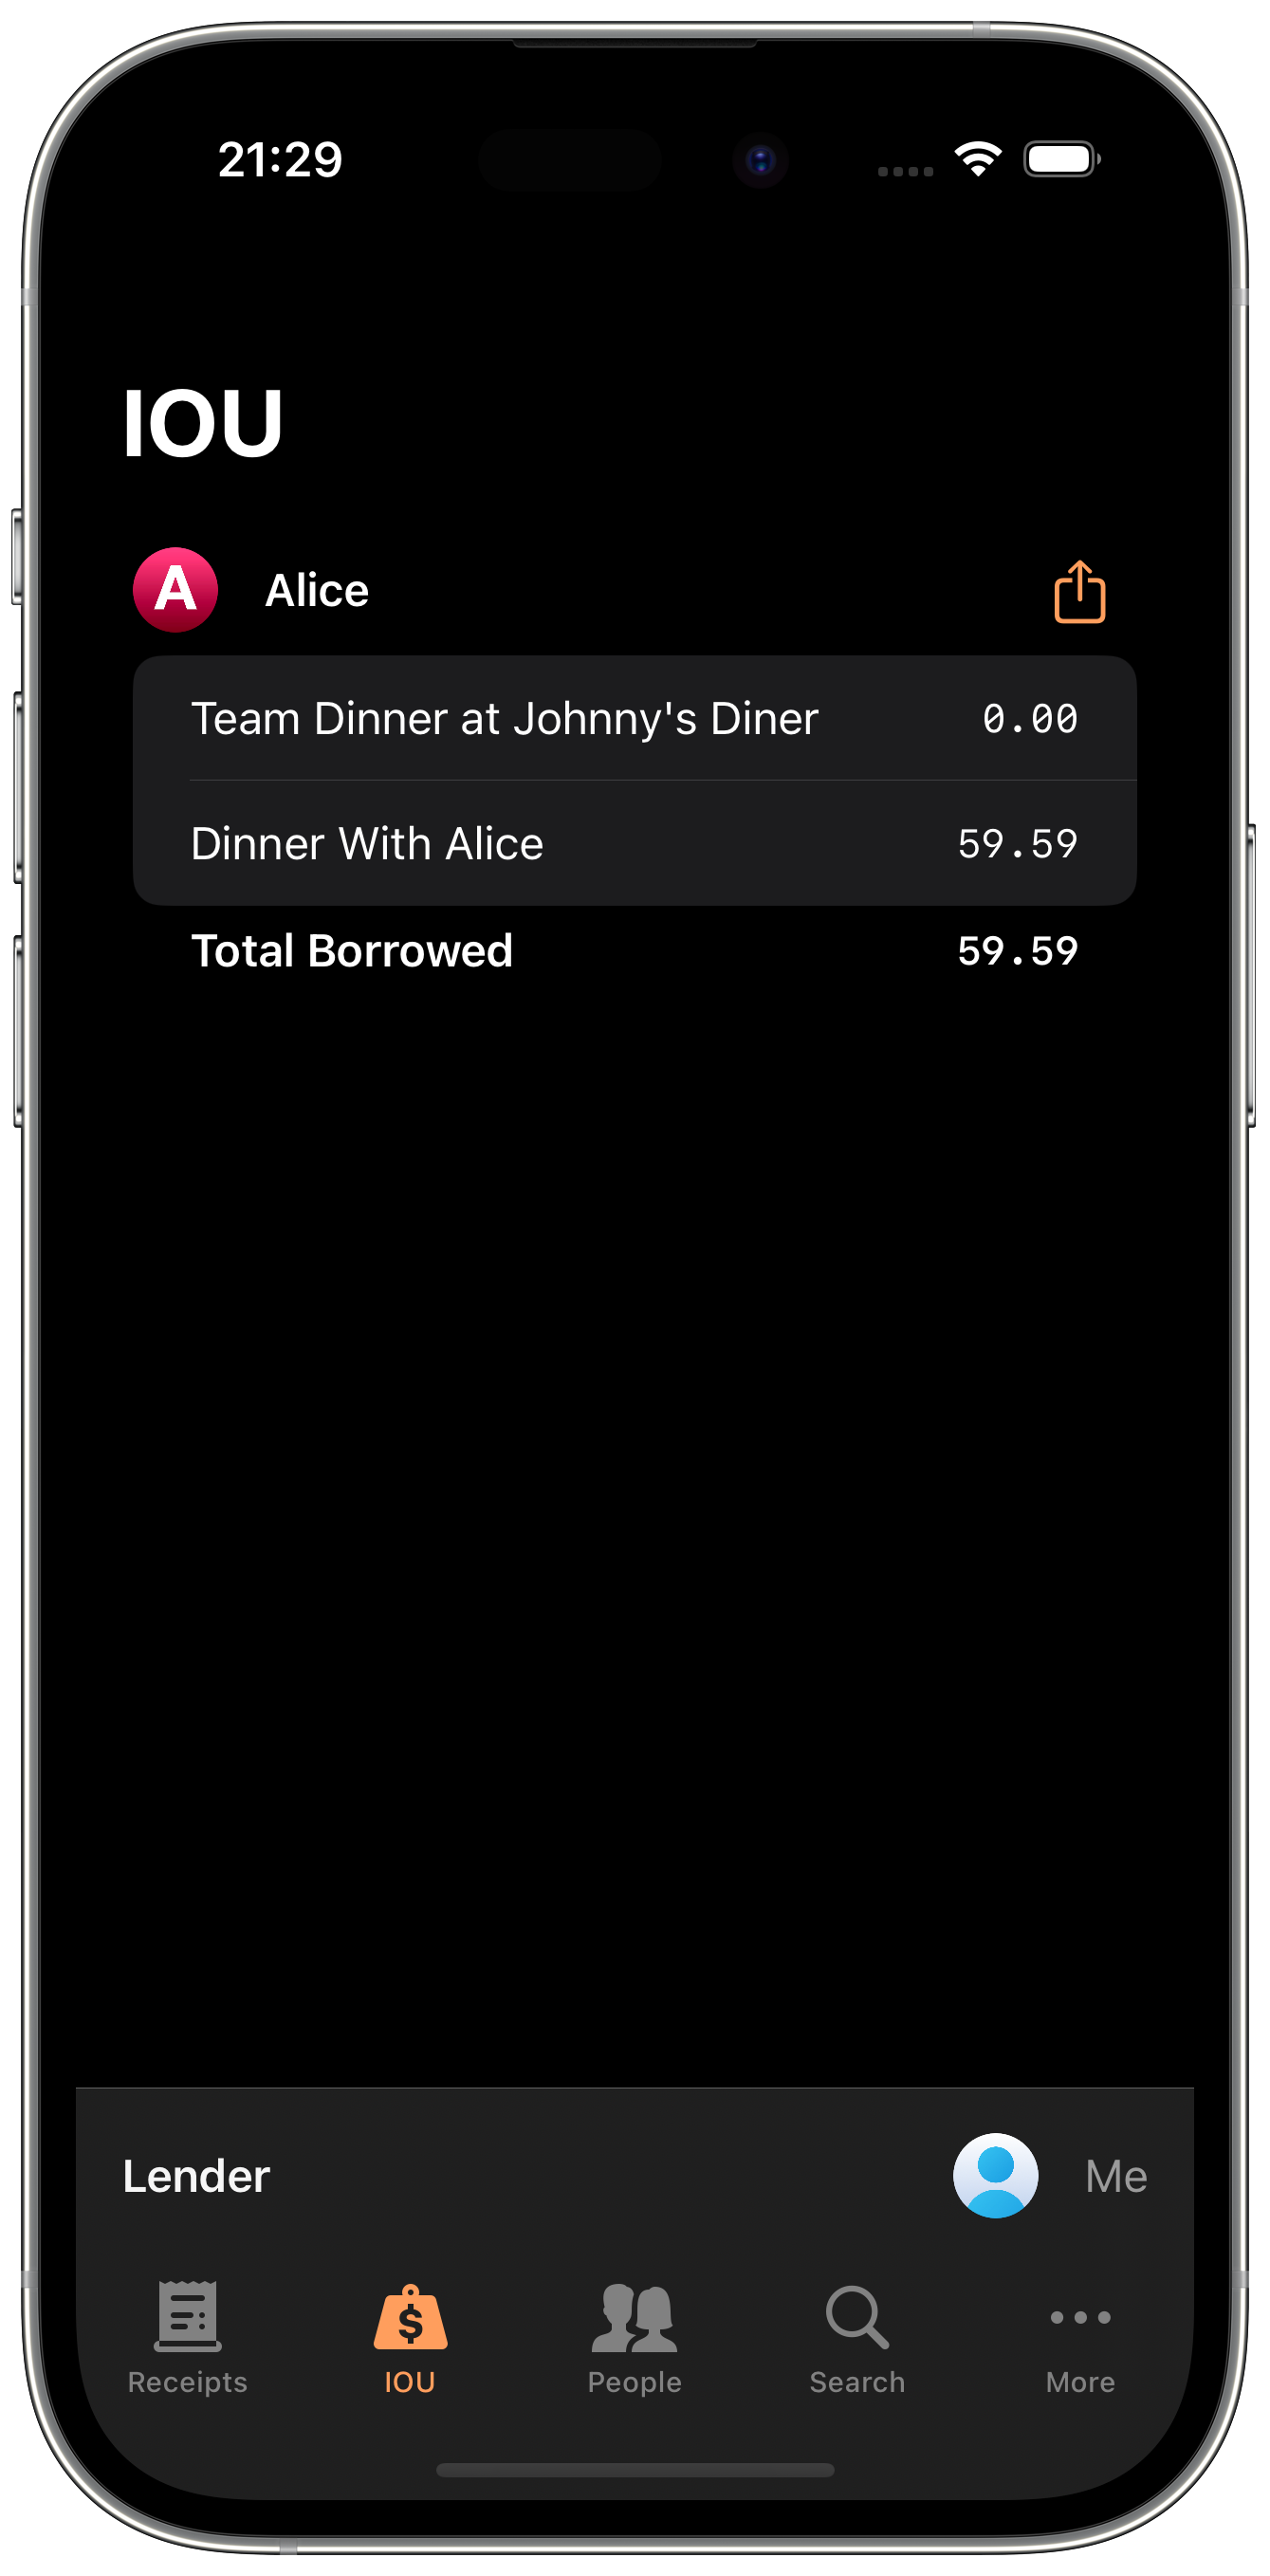 21:29
IOU
A Alice
Team Dinner at Johnny's Diner 0.00
Dinner With Alice 59.59
Total Borrowed 59.59
Lender Me
$
Receipts IOU People Search More